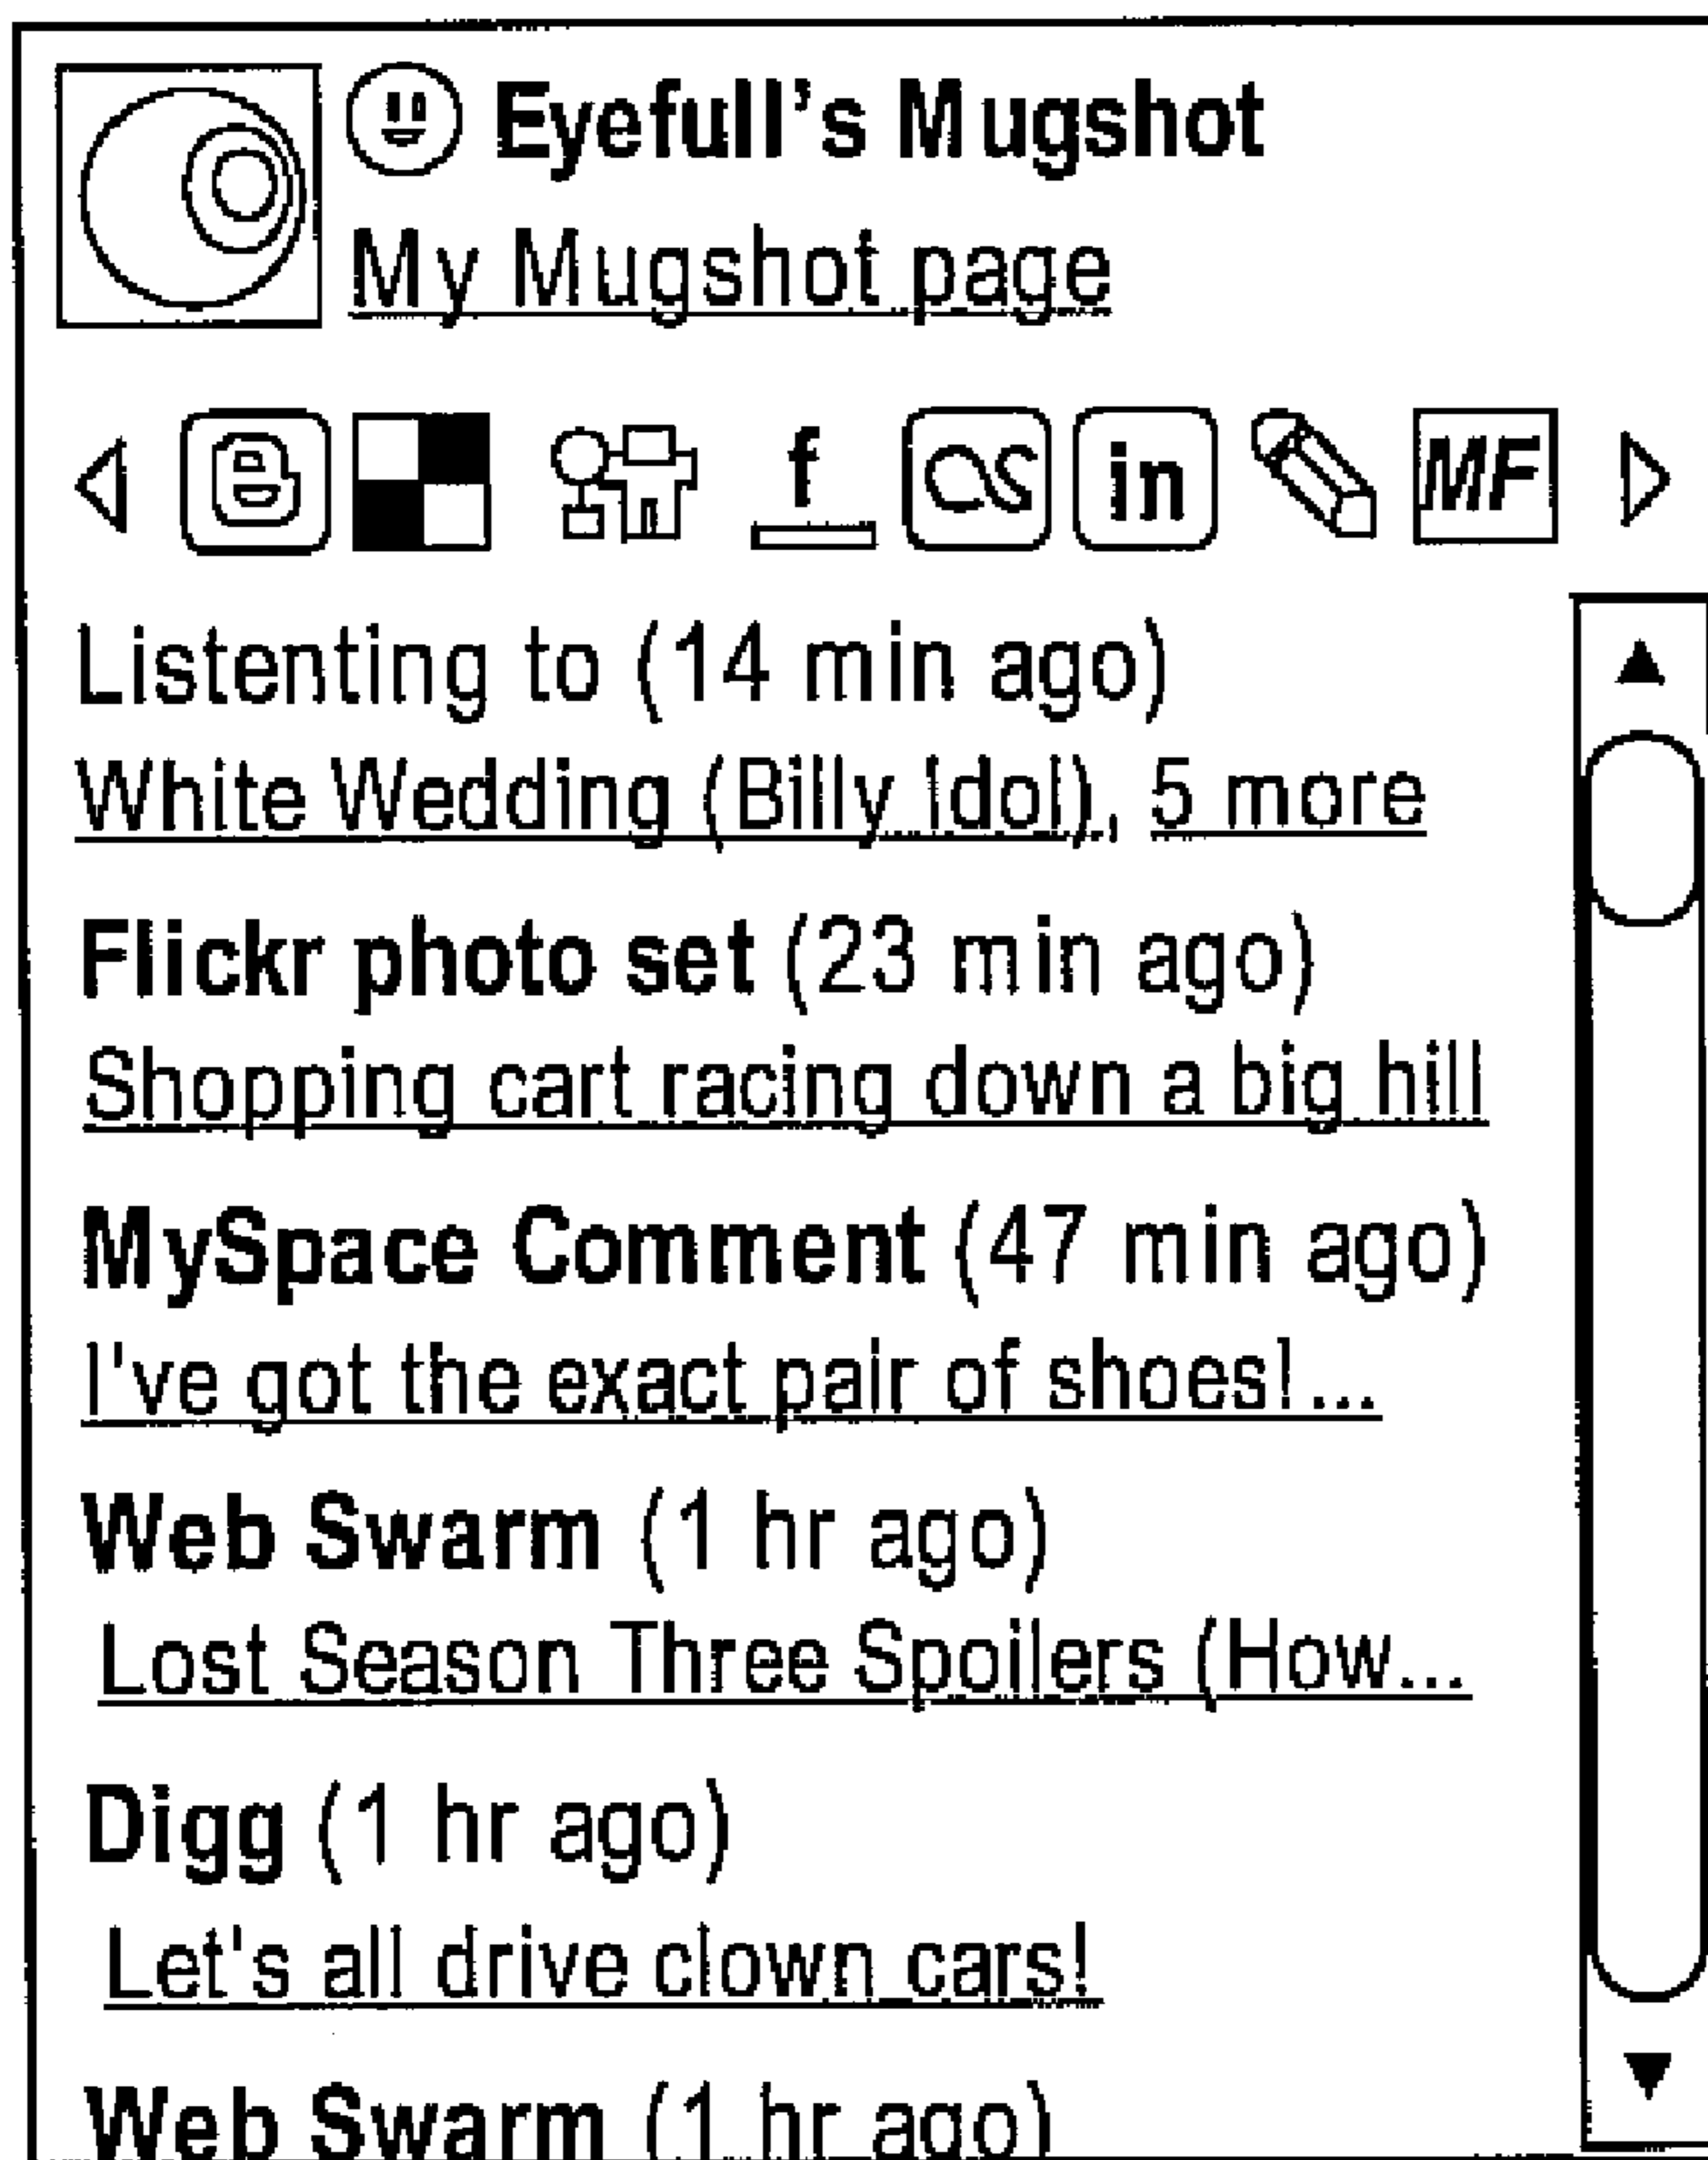 Eyefull's Mugshot
My Mugshot page
f in MF
Listening to (14 min ago)
White Wedding (Billy Idol), 5 more
Flickr photo set (23 min ago)
Shopping cart racing down a big hill
MySpace Comment (47 min ago)
I've got the exact pair of shoes!...
Web Swarm (1 hr ago)
Lost Season Three Spoilers (How...
Digg (1 hr ago)
Let's all drive clown cars!
Web Swarm (1 hr ago)